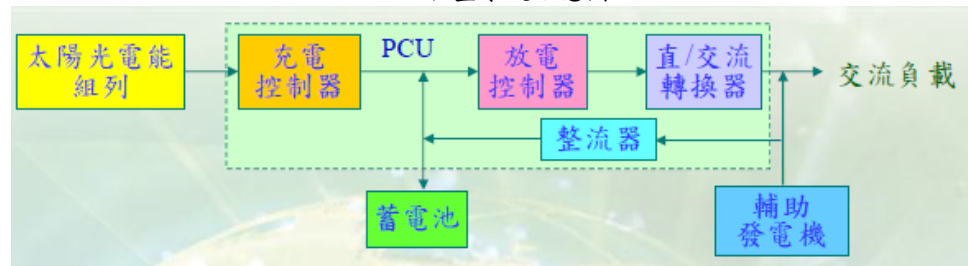 太陽光電能
組列
充電
控制器
PCU
放電
控制器
直/交流
轉換器
交流負載
整流器
蓄電池
輔助
發電機